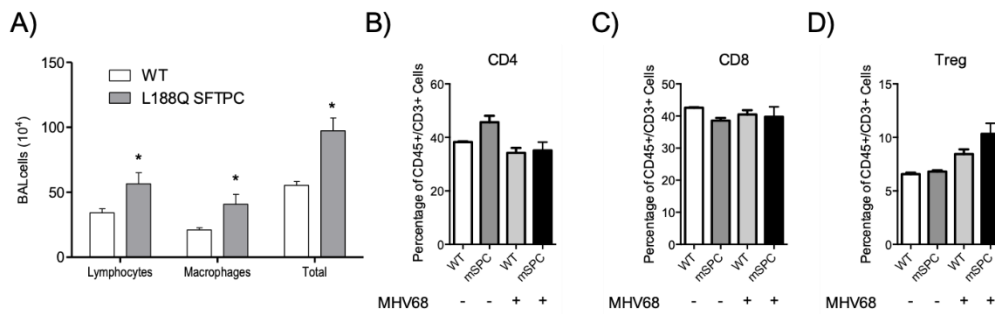 A)
150
100
50
0
BALcells (10⁴)
WT
L188Q SFTPC
*
*
*
Lymphocytes
Macrophages
Total
B)
CD4
60
40
20
0
Percentage of CD45+/CD3+ Cells
WT
mSPC
WT
mSPC
MHV68
- - + +
C)
CD8
50
40
30
20
10
0
Percentage of CD45+/CD3+ Cells
WT
mSPC
WT
mSPC
MHV68
- - + +
D)
Treg
15
10
5
0
Percentage of CD45+/CD3+ Cells
WT
mSPC
WT
mSPC
MHV68
- - + +